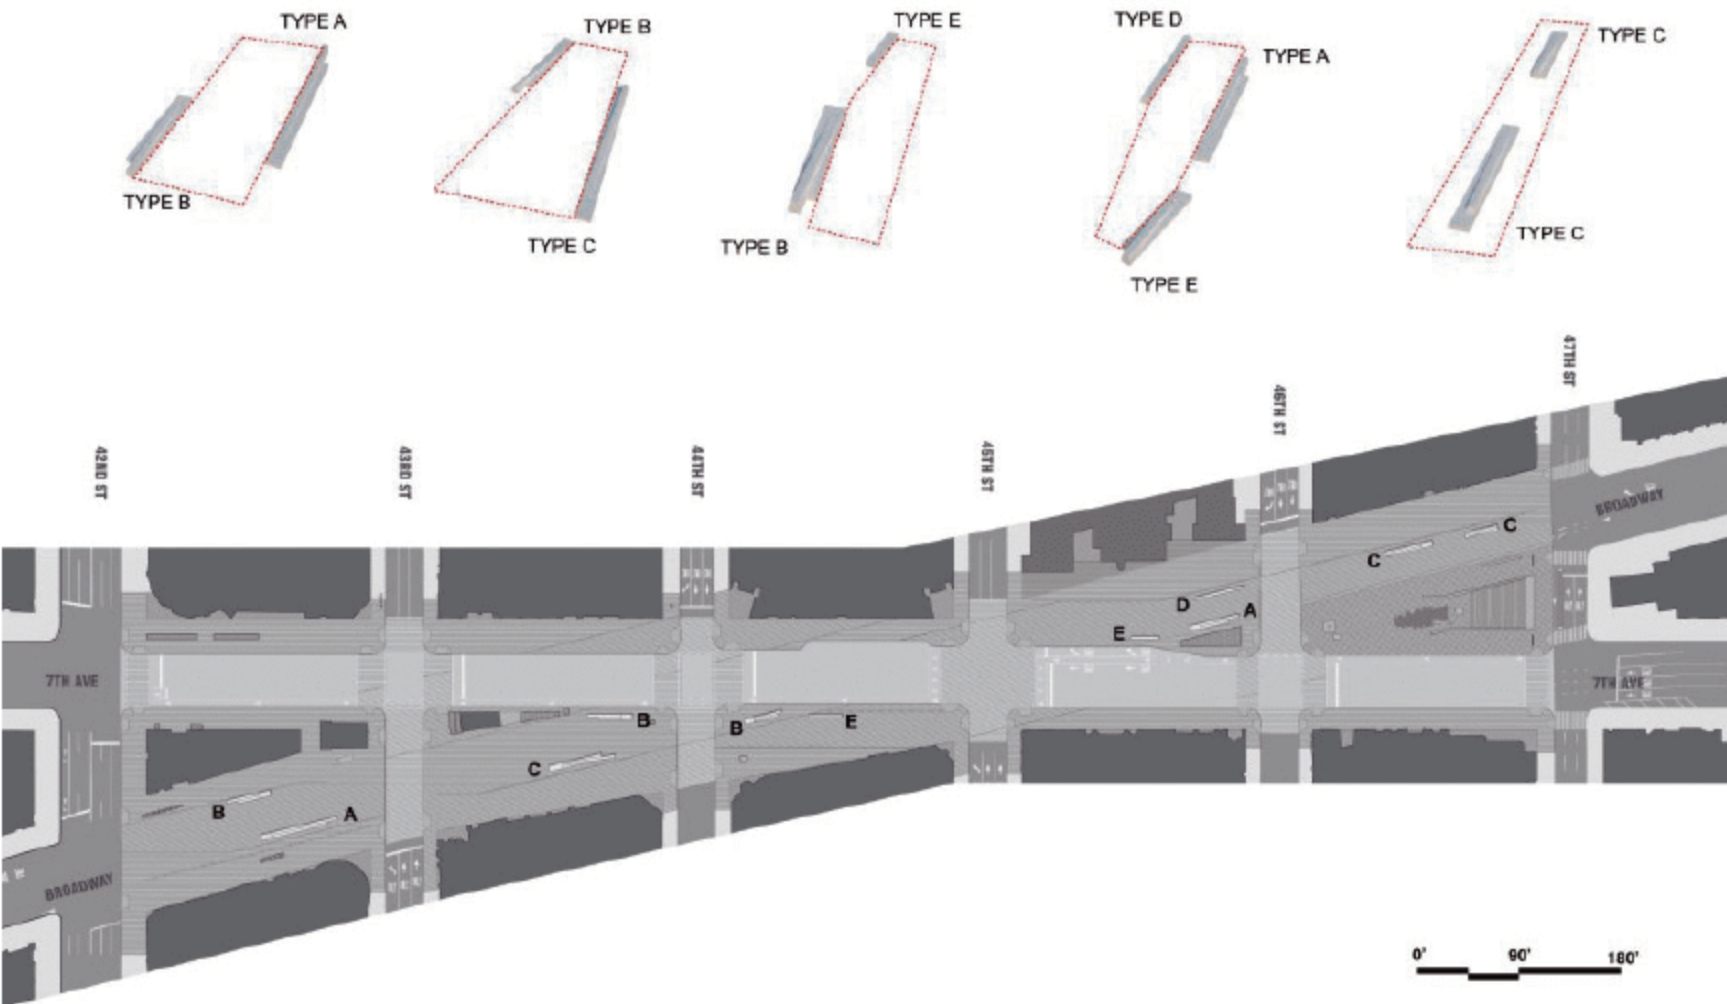 TYPE A
TYPE B
TYPE B
TYPE C
TYPE E
TYPE B
TYPE D
TYPE A
TYPE E
TYPE C
TYPE C
42ND ST
43RD ST
44TH ST
45TH ST
46TH ST
47TH ST
BROADWAY
C
C
D
A
E
7TH AVE
7TH AVE
B
B
E
C
B
A
BROADWAY
0' 90' 180'